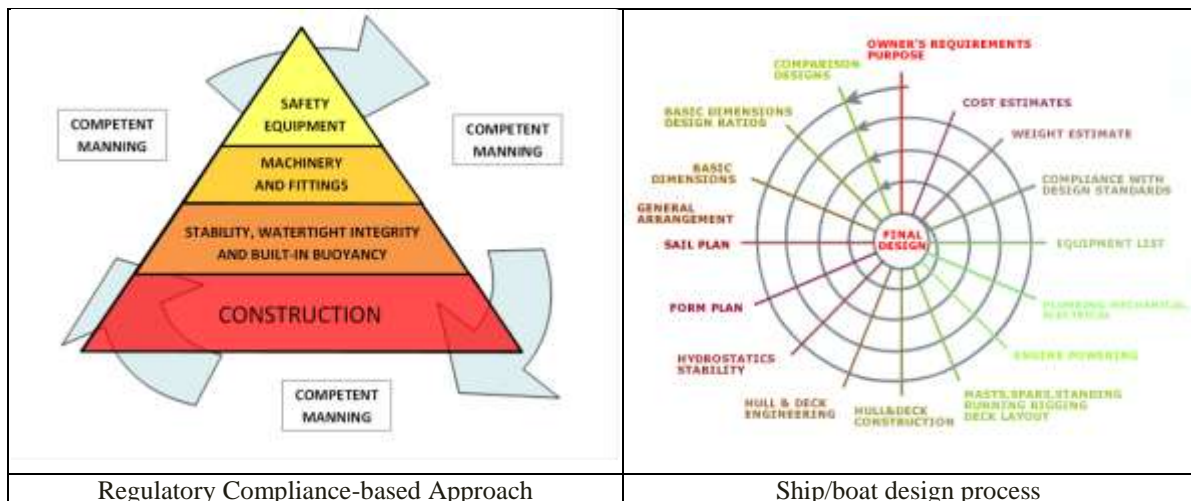 SAFETY
EQUIPMENT
COMPETENT
MANNING
COMPETENT
MANNING
MACHINERY
AND FITTINGS
STABILITY, WATERTIGHT INTEGRITY
AND BUILT-IN BUOYANCY
CONSTRUCTION
COMPETENT
MANNING
Regulatory Compliance-based Approach
OWNER'S REQUIREMENTS
PURPOSE
COST ESTIMATES
WEIGHT ESTIMATE
COMPLIANCE WITH
DESIGN STANDARDS
EQUIPMENT LIST
PLUMBING MECHANICAL
ELECTRICAL
ENGINE POWERING
MASTS,SPARS,STANDING
RUNNING RIGGING
DECK LAYOUT
HULL&DECK
CONSTRUCTION
HULL & DECK
ENGINEERING
HYDROSTATICS
STABILITY
FORM PLAN
SAIL PLAN
GENERAL
ARRANGEMENT
BASIC
DIMENSIONS
BASIC DIMENSIONS
DESIGN RATIOS
COMPARISON
DESIGNS
FINAL
DESIGN
Ship/boat design process